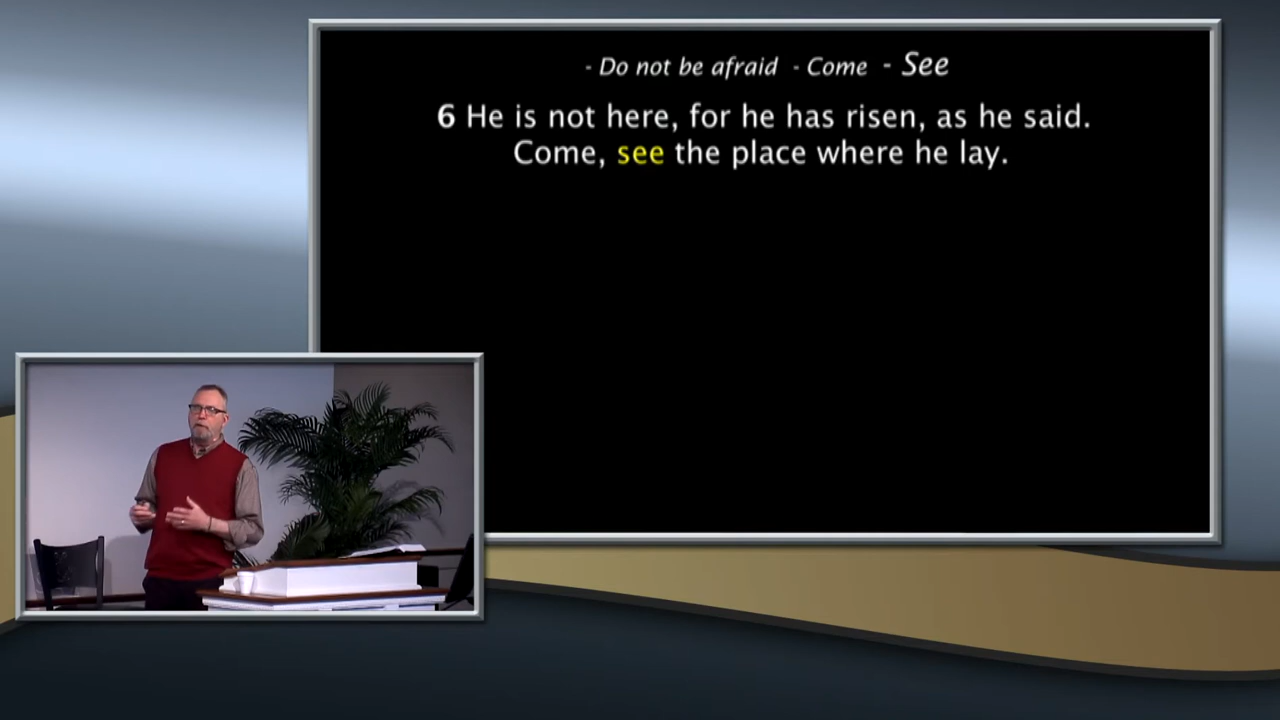 - Do not be afraid - Come - See
6 He is not here, for he has risen, as he said.
Come, see the place where he lay.